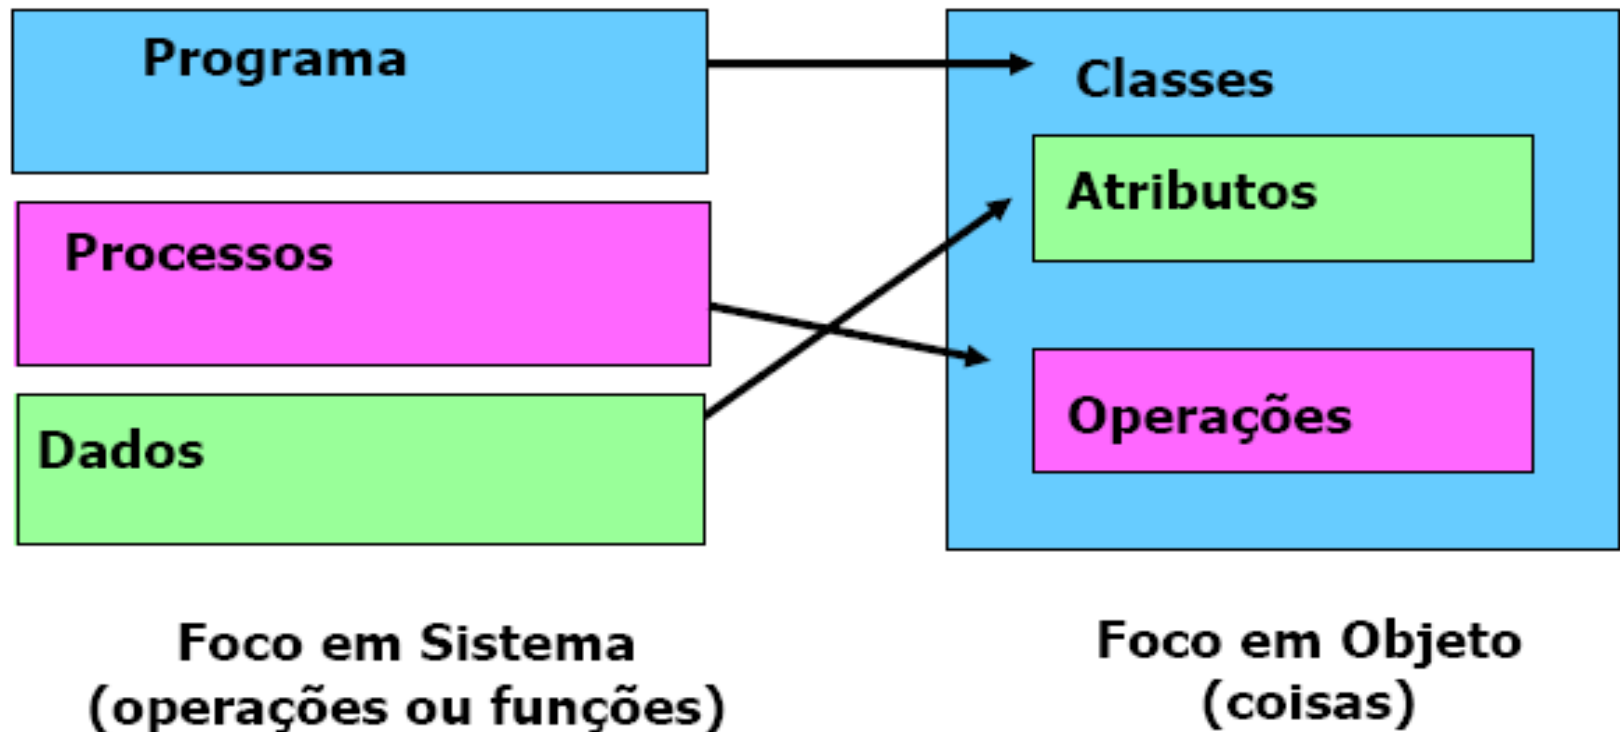 Programa
Processos
Dados
Foco em Sistema
(operações ou funções)
Classes
Atributos
Operações
Foco em Objeto
(coisas)